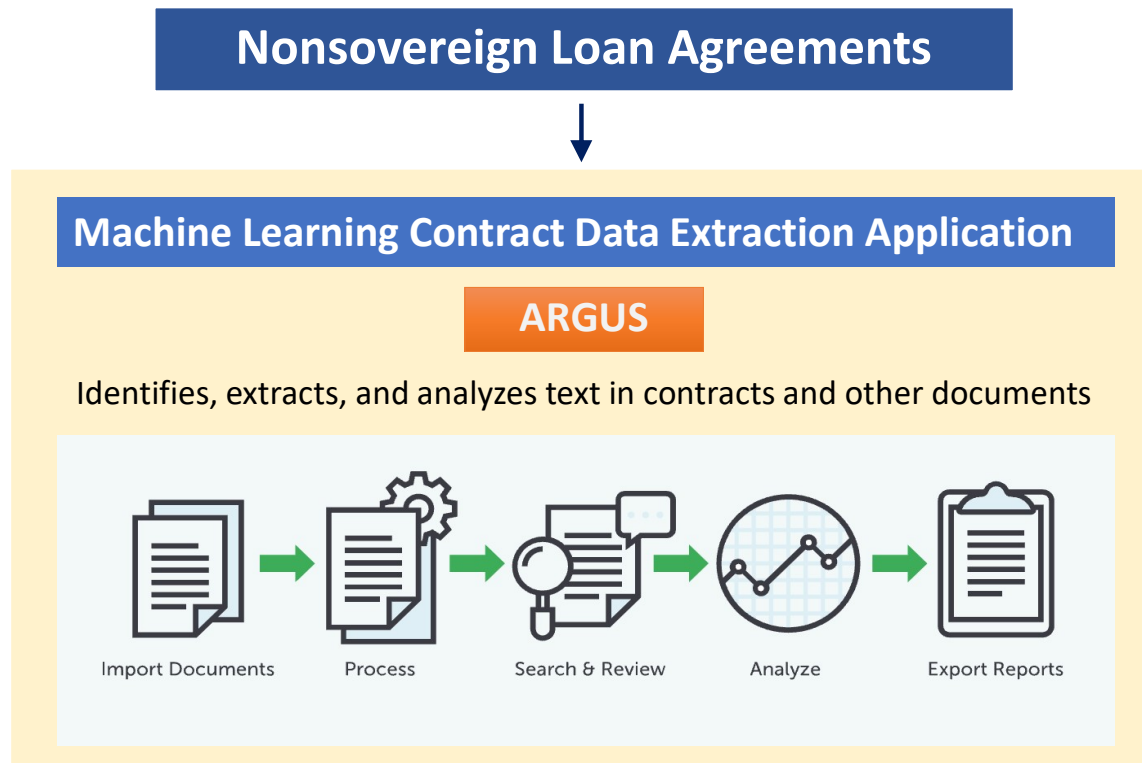 Nonsovereign Loan Agreements
Machine Learning Contract Data Extraction Application
ARGUS
Identifies, extracts, and analyzes text in contracts and other documents
Import Documents
Process
Search & Review
Analyze
Export Reports